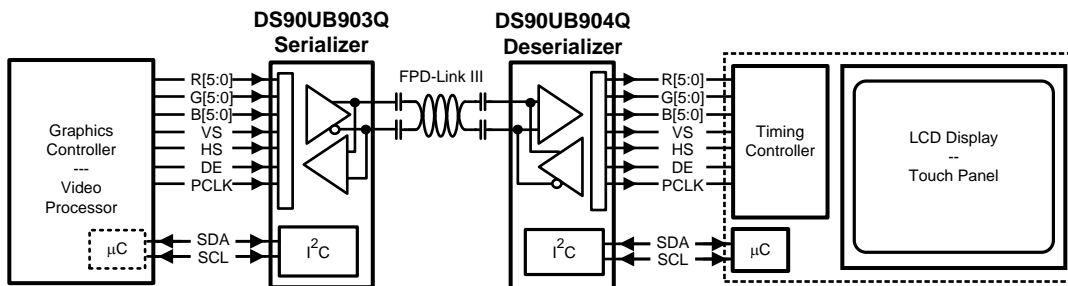 DS90UB903Q
Serializer
DS90UB904Q
Deserializer
FPD-Link III
Graphics
Controller
---
Video
Processor
μC
R[5:0]
G[5:0]
B[5:0]
VS
HS
DE
PCLK
SDA
SCL
I2C
I2C
R[5:0]
G[5:0]
B[5:0]
VS
HS
DE
PCLK
SDA
SCL
Timing
Controller
μC
LCD Display
--
Touch Panel